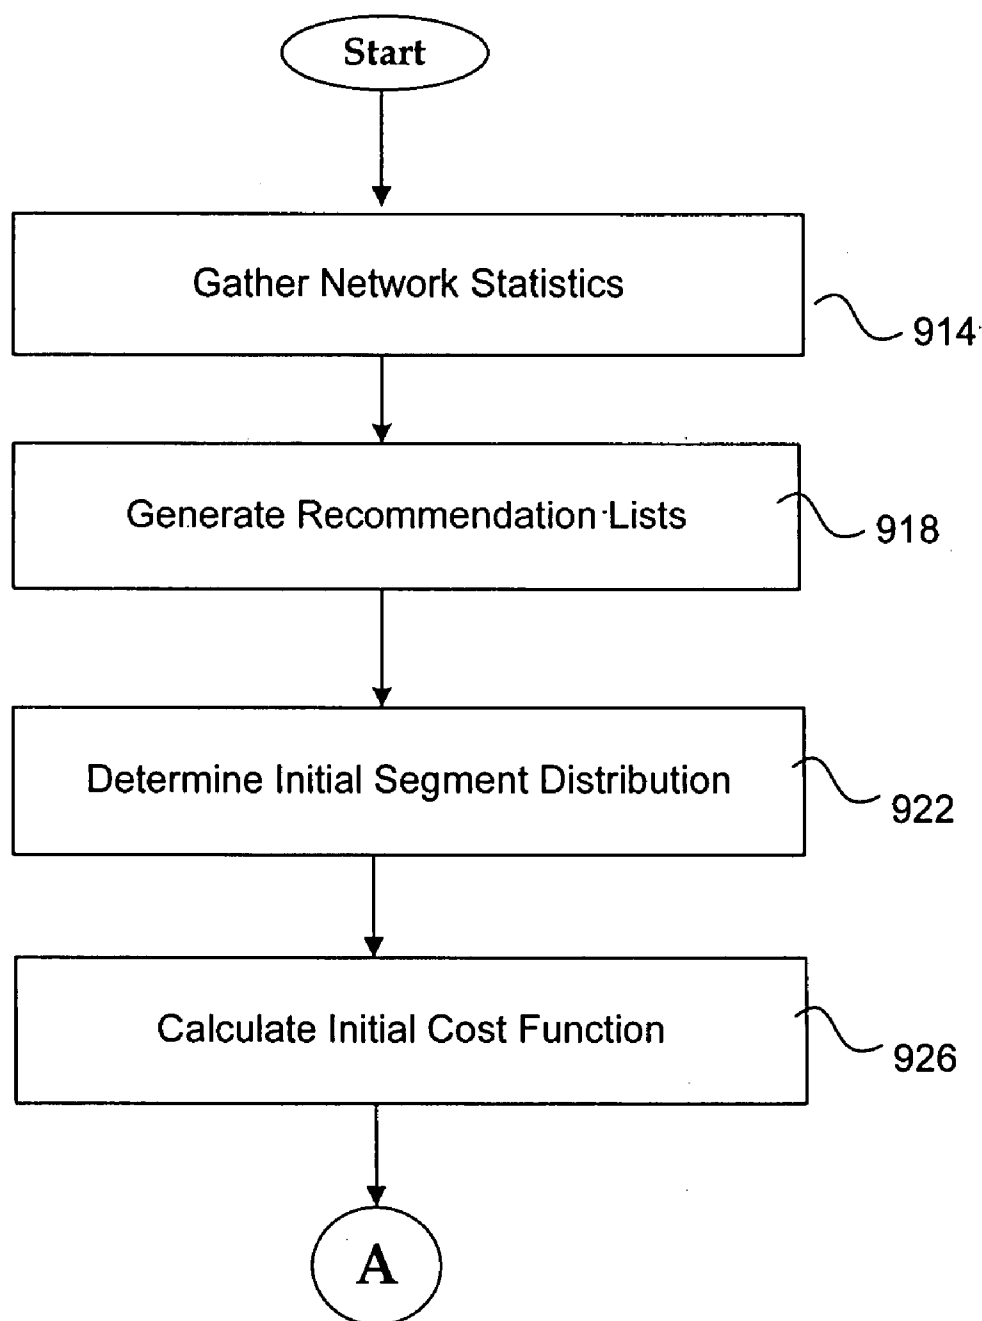 Start
Gather Network Statistics
914
Generate Recommendation Lists
918
Determine Initial Segment Distribution
922
Calculate Initial Cost Function
926
A